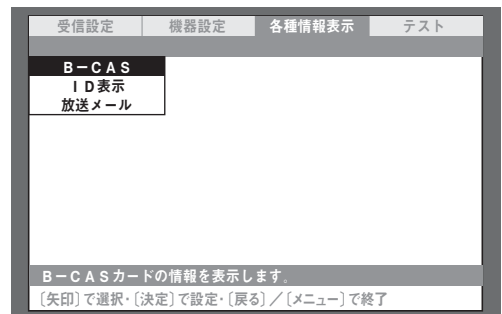 受信設定 機器設定 各種情報表示 テスト
B－CAS
ID表示
放送メール
B－CASカードの情報を表示します。
〔矢印〕で選択・〔決定〕で設定・〔戻る〕／〔メニュー〕で終了